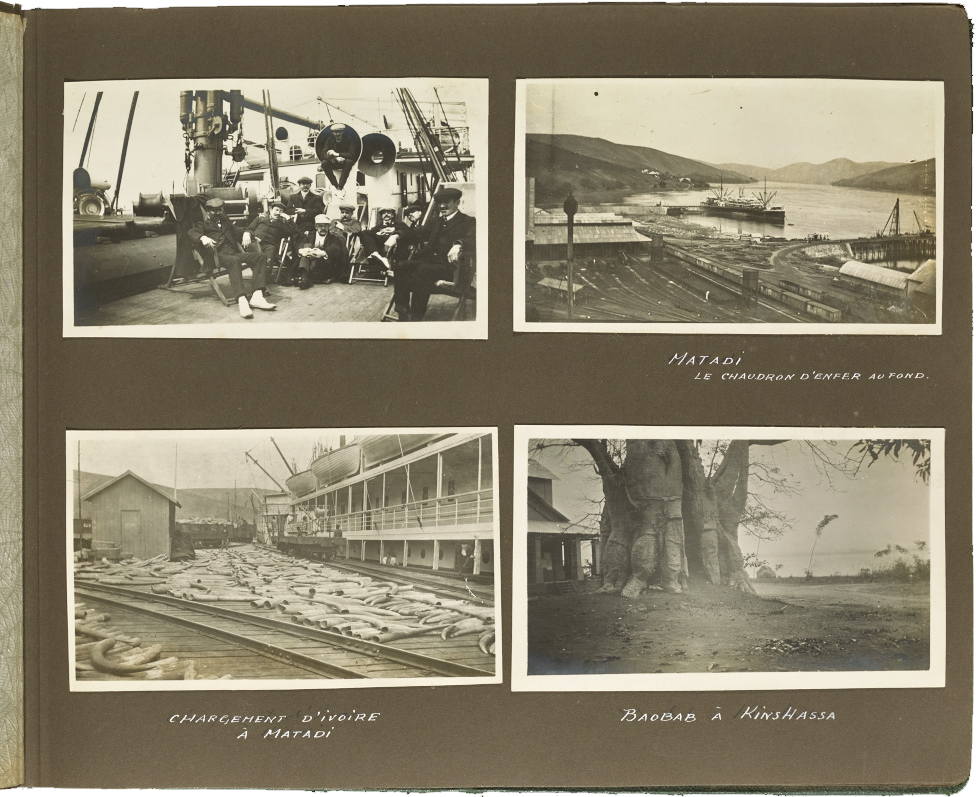 MATADI
LE CHAUDRON D'ENFER AU FOND.
CHARGEMENT D'IVOIRE
À MATADI
BAOBAB À KINSHASSA